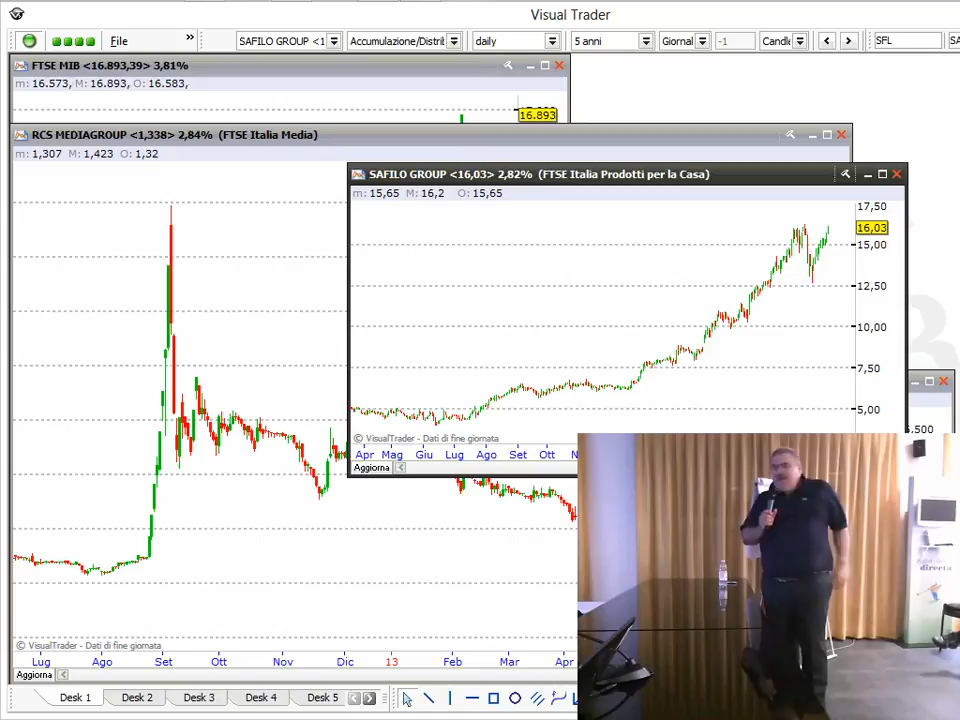 Visual Trader
File
»
SAFILO GROUP <1
Accumulazione/Distrib
daily
5 anni
Giornal
-1
Candle
SFL
SA
FTSE MIB <16.893,39> 3,81%
m: 16.573, M: 16.893, O: 16.583,
16.893
RCS MEDIAGROUP <1,338> 2,84% (FTSE Italia Media)
m: 1,307 M: 1,423 O: 1,32
SAFILO GROUP <16,03> 2,82% (FTSE Italia Prodotti per la Casa)
m: 15,65 M: 16,2 O: 15,65
17,50
16,03
15,00
12,50
10,00
7,50
5,00
5.500
© VisualTrader - Dati di fine giornata
Apr Mag Giu Lug Ago Set Ott N
Aggiorna
directa
© VisualTrader - Dati di fine giornata
Lug Ago Set Ott Nov Dic 13 Feb Mar Apr
Aggiorna
Desk 1 Desk 2 Desk 3 Desk 4 Desk 5